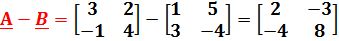 A - B = [3 2; -1 4] - [1 5; 3 -4] = [2 -3; -4 8]